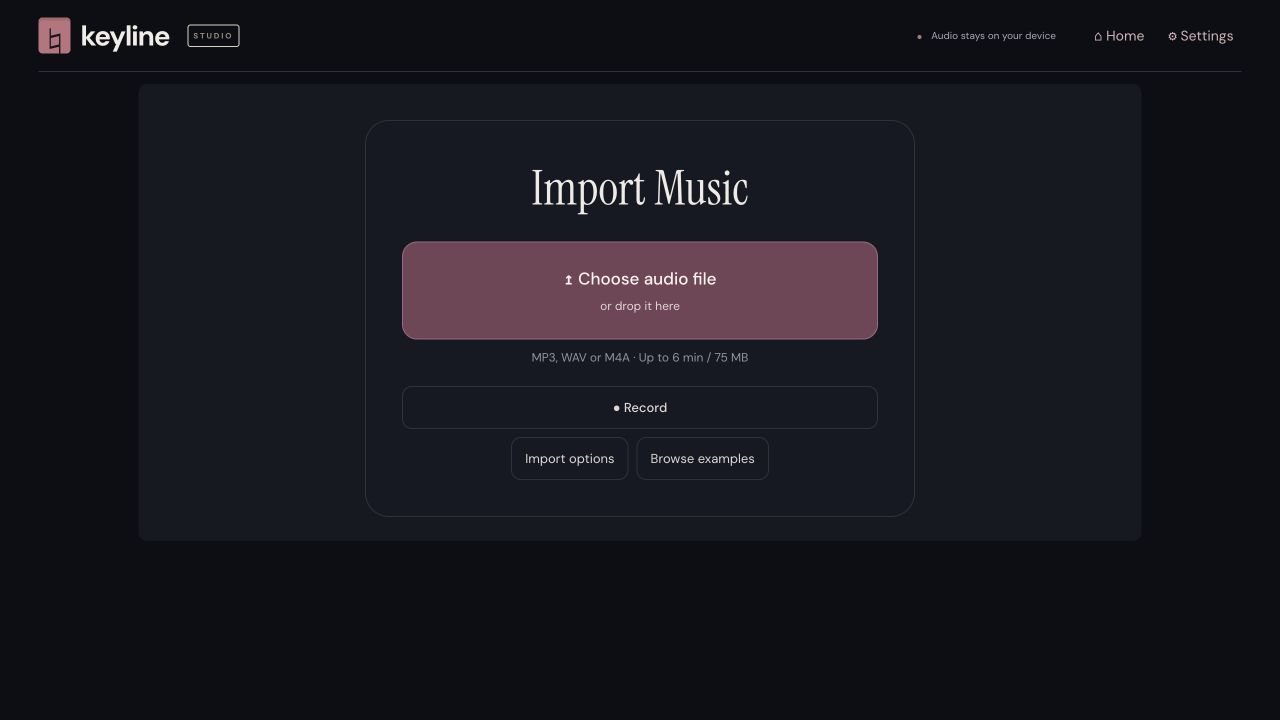 keyline
STUDIO
Audio stays on your device
Home
Settings
Import Music
Choose audio file
or drop it here
MP3, WAV or M4A · Up to 6 min / 75 MB
Record
Import options
Browse examples